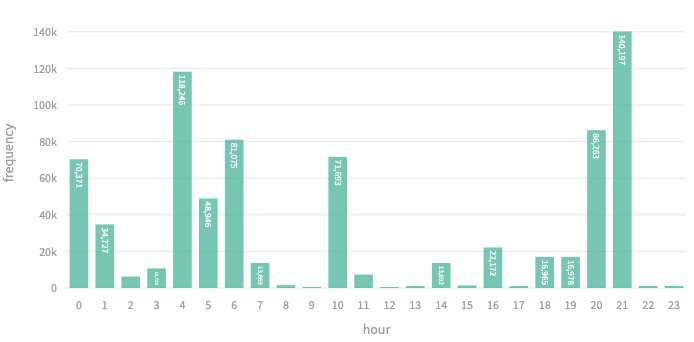 140k
120k
100k
80k
60k
40k
20k
0
frequency
70,371
34,727
118,246
48,946
81,075
13,669
71,693
13,692
22,172
16,965
16,978
86,263
140,197
0 1 2 3 4 5 6 7 8 9 10 11 12 13 14 15 16 17 18 19 20 21 22 23
hour